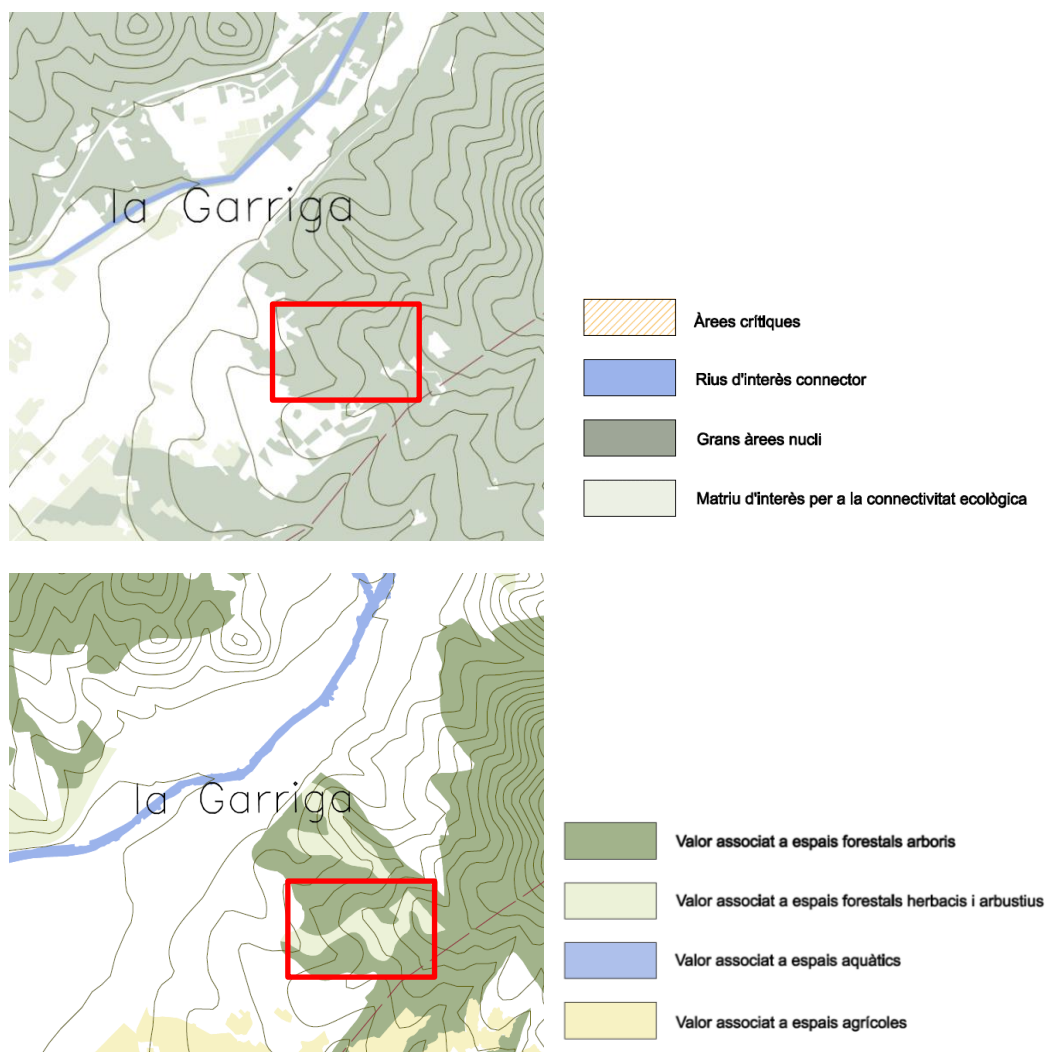 la Garriga
Àrees crítiques
Rius d'interès connector
Grans àrees nucli
Matriu d'interès per a la connectivitat ecològica
la Garriga
Valor associat a espais forestals arboris
Valor associat a espais forestals herbacis i arbustius
Valor associat a espais aquàtics
Valor associat a espais agrícoles